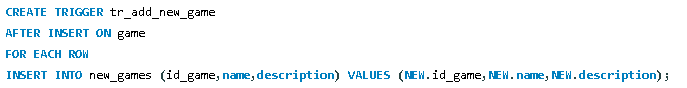 CREATE TRIGGER tr_add_new_game
AFTER INSERT ON game
FOR EACH ROW
INSERT INTO new_games (id_game,name,description) VALUES (NEW.id_game,NEW.name,NEW.description);